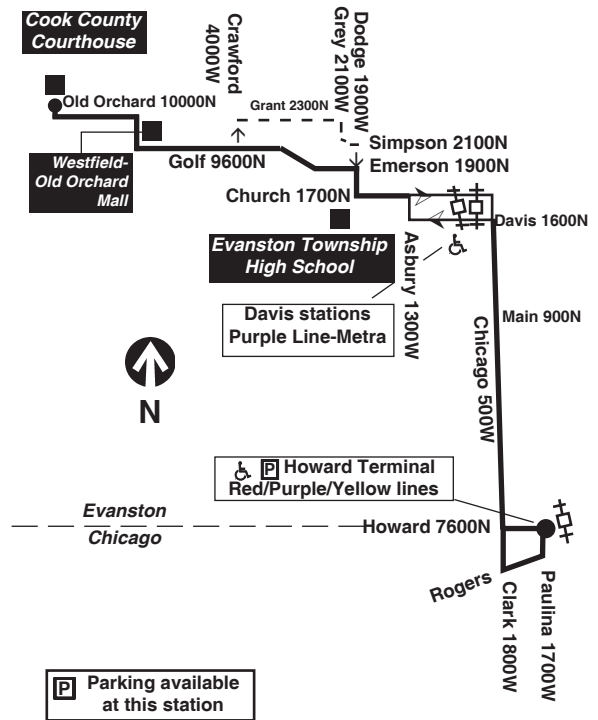 Cook County
Courthouse
Crawford
4000W
Dodge 1900W
Grey 2100W
Old Orchard 10000N
Grant 2300N
Simpson 2100N
Westfield-
Old Orchard
Mall
Golf 9600N
Emerson 1900N
Church 1700N
Davis 1600N
Evanston Township
High School
Asbury 1300W
Davis stations
Purple Line-Metra
Main 900N
Chicago 500W
N
P Howard Terminal
Red/Purple/Yellow lines
Evanston
Chicago
Howard 7600N
Rogers
Clark 1800W
Paulina 1700W
P Parking available
at this station